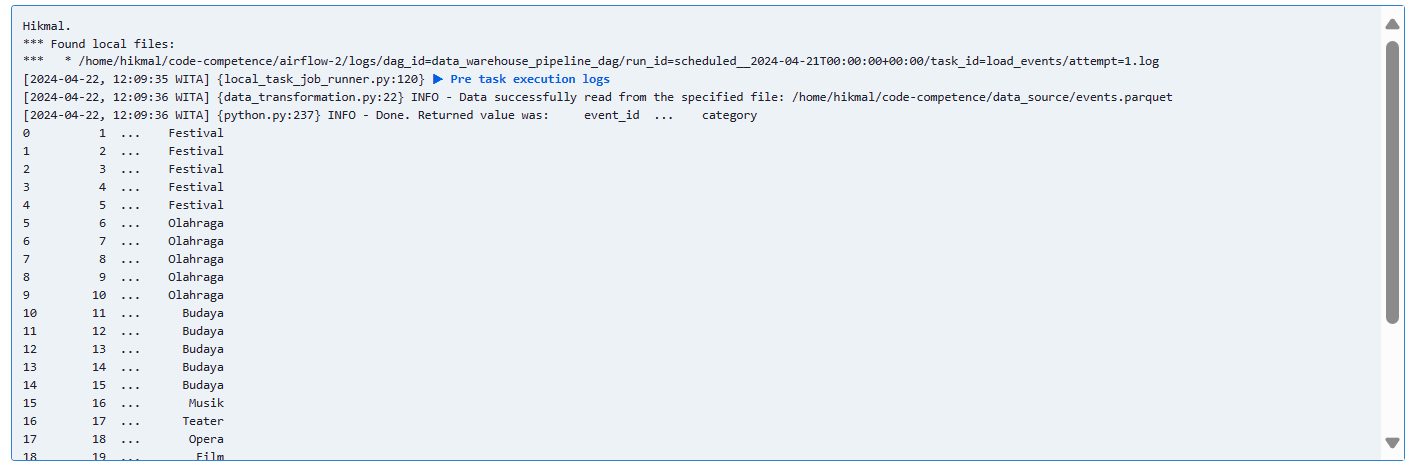 Hikmal.
*** Found local files:
***   * /home/hikmal/code-competence/airflow-2/logs/dag_id=data_warehouse_pipeline_dag/run_id=scheduled__2024-04-21T00:00:00+00:00/task_id=load_events/attempt=1.log
[2024-04-22, 12:09:35 WITA] {local_task_job_runner.py:120} ▶ Pre task execution logs
[2024-04-22, 12:09:36 WITA] {data_transformation.py:22} INFO - Data successfully read from the specified file: /home/hikmal/code-competence/data_source/events.parquet
[2024-04-22, 12:09:36 WITA] {python.py:237} INFO - Done. Returned value was:     event_id  ...    category
0          1  ...    Festival
1          2  ...    Festival
2          3  ...    Festival
3          4  ...    Festival
4          5  ...    Festival
5          6  ...    Olahraga
6          7  ...    Olahraga
7          8  ...    Olahraga
8          9  ...    Olahraga
9         10  ...    Olahraga
10        11  ...      Budaya
11        12  ...      Budaya
12        13  ...      Budaya
13        14  ...      Budaya
14        15  ...      Budaya
15        16  ...       Musik
16        17  ...      Teater
17        18  ...       Opera
18        19  ...        Film